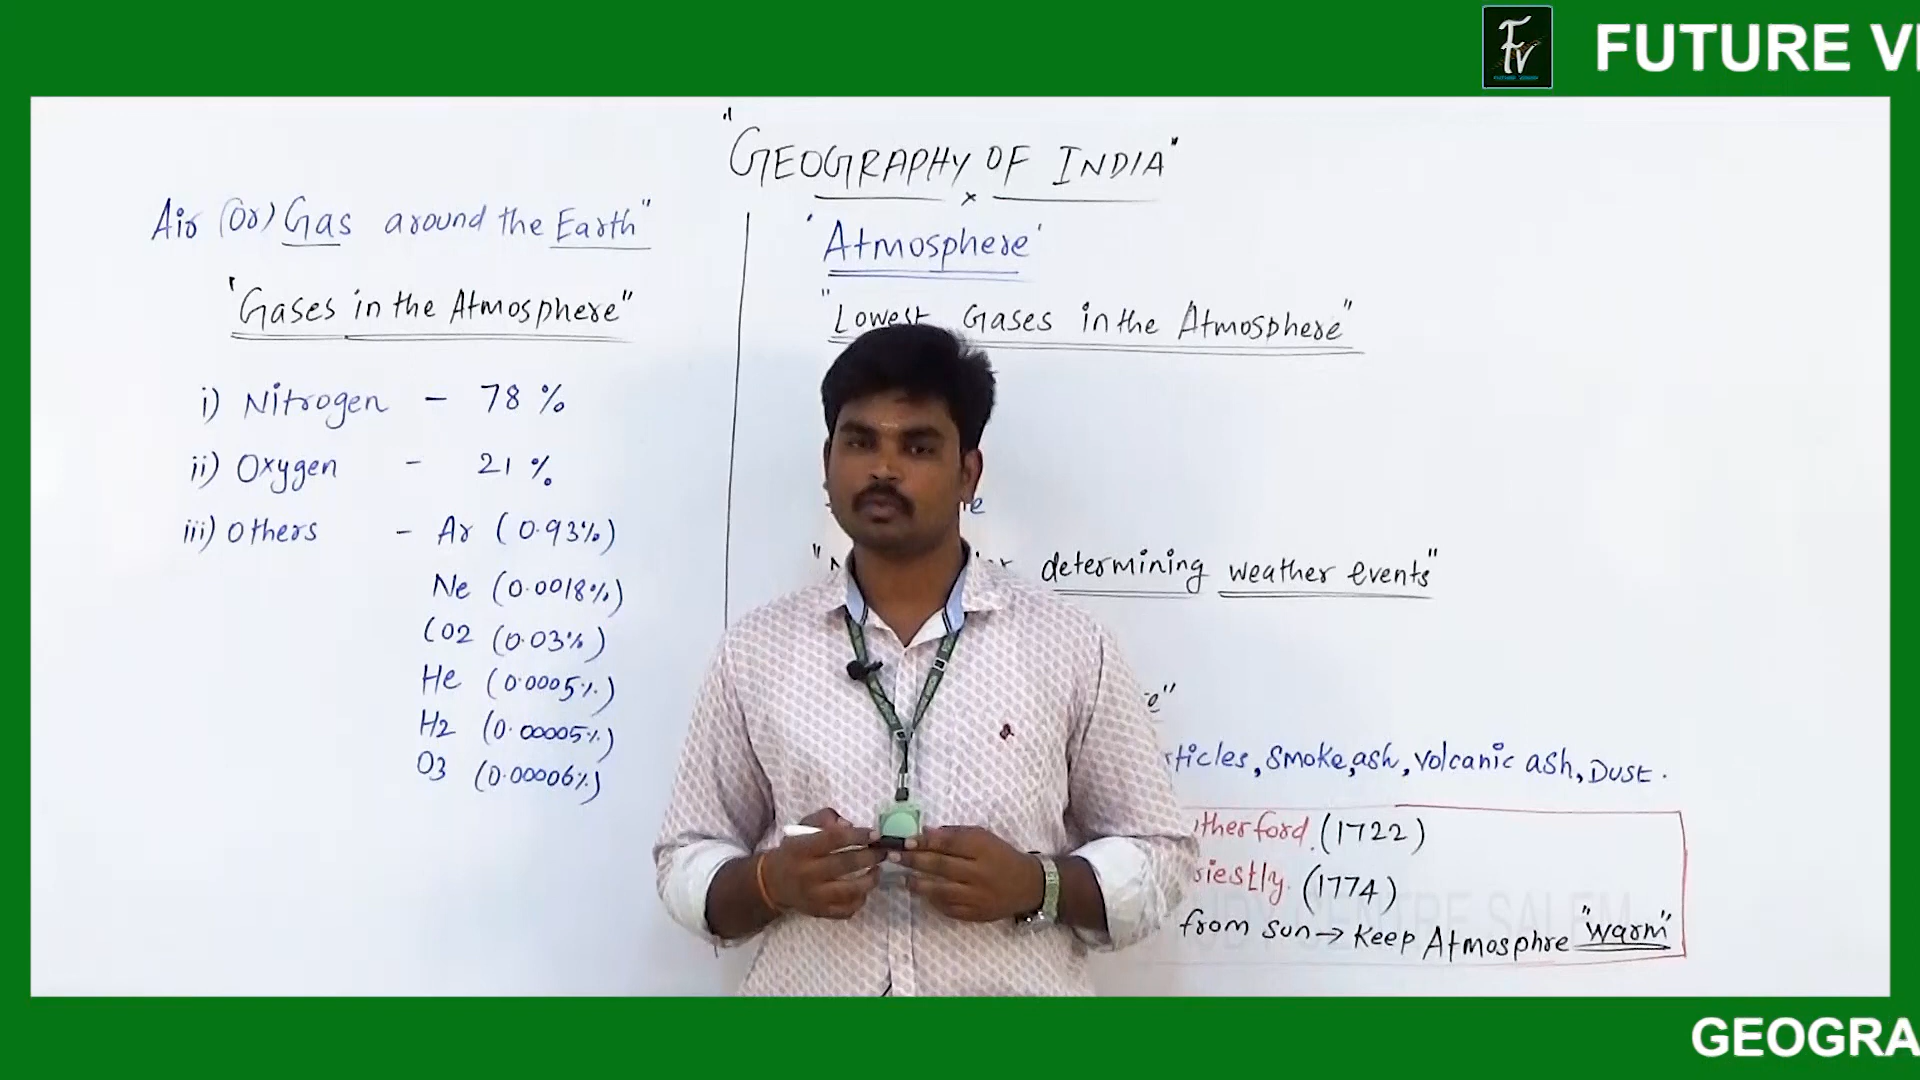 FUTURE VI
Fv
"GEOGRAPHY OF INDIA"
Air (Or) Gas around the Earth"
"Gases in the Atmosphere"
i) Nitrogen - 78 %
ii) Oxygen - 21 %
iii) Others - Ar (0.93%)
Ne (0.0018%)
CO2 (0.03%)
He (0.0005%)
H2 (0.00005%)
O3 (0.00006%)
'Atmosphere'
"Lowest Gases in the Atmosphere"
determining weather events"
rticles, Smoke, ash, Volcanic ash, Dust.
therford. (1722)
riestly. (1774)
from sun → Keep Atmosphre "warm"
GEOGRA